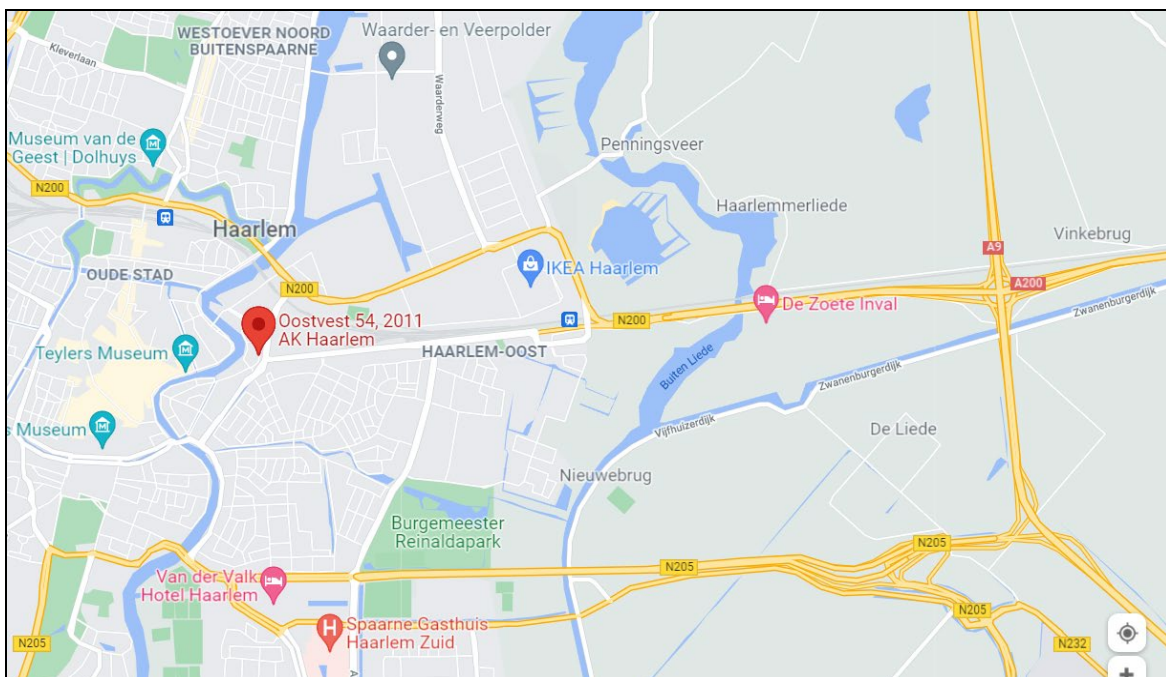 WESTOEVER NOORD
BUITENSPAARNE
Waarder- en Veerpolder
Kleverlaan
Waarderweg
Museum van de
Geest | Dolhuys
Penningsveer
N200
Haarlemmerliede
Haarlem
Vinkebrug
A9
OUDE STAD
IKEA Haarlem
A200
N200
De Zoete Inval
Zwanenburgerdijk
Oostvest 54, 2011
AK Haarlem
N200
Teylers Museum
HAARLEM-OOST
Buiten Liede
Zwanenburgerdijk
s Museum
Vijfhuizerdijk
De Liede
Nieuwebrug
Burgemeester
Reinaldapark
N205
N205
Van der Valk
Hotel Haarlem
N205
Spaarne Gasthuis
Haarlem Zuid
N205
N232
A